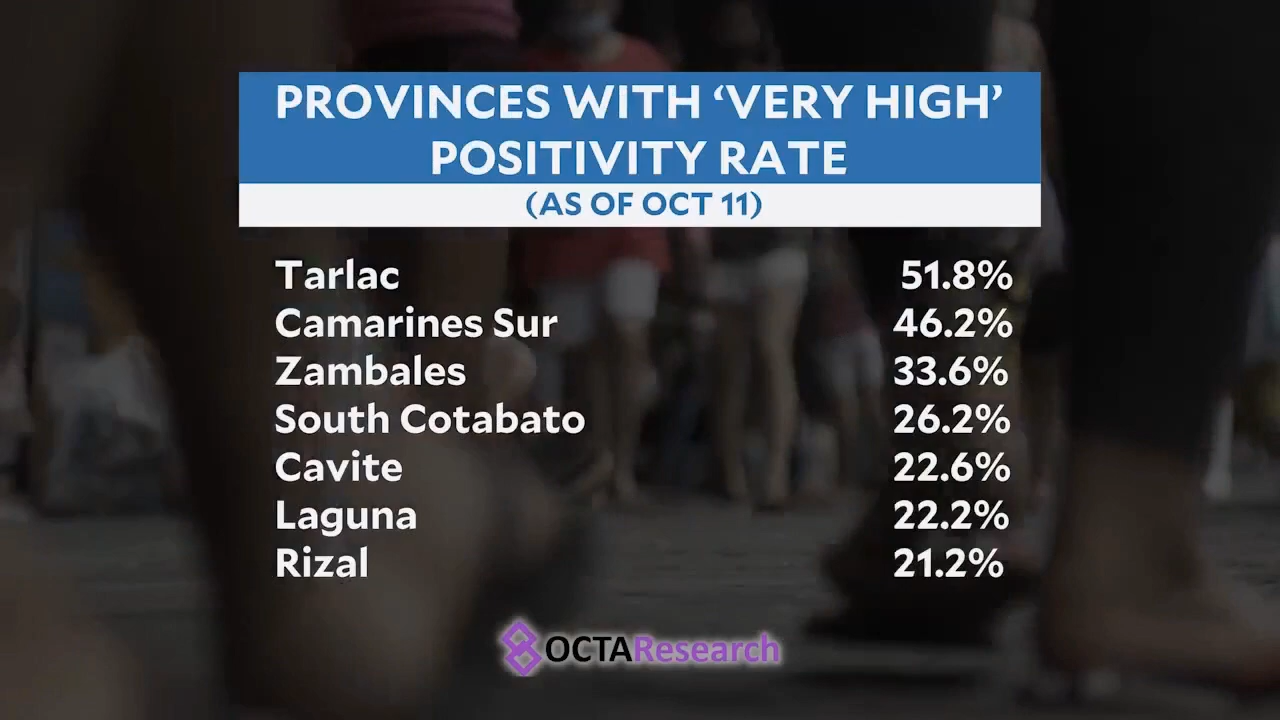 PROVINCES WITH ‘VERY HIGH’
POSITIVITY RATE
(AS OF OCT 11)
Tarlac 51.8%
Camarines Sur 46.2%
Zambales 33.6%
South Cotabato 26.2%
Cavite 22.6%
Laguna 22.2%
Rizal 21.2%
OCTAResearch